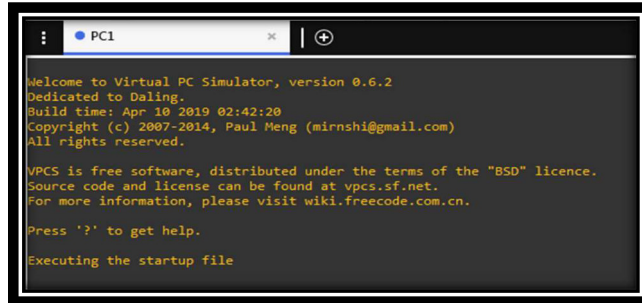 PC1
Welcome to Virtual PC Simulator, version 0.6.2
Dedicated to Daling.
Build time: Apr 10 2019 02:42:20
Copyright (c) 2007-2014, Paul Meng (mirnshi@gmail.com)
All rights reserved.
VPCS is free software, distributed under the terms of the "BSD" licence.
Source code and license can be found at vpcs.sf.net.
For more information, please visit wiki.freecode.com.cn.
Press '?' to get help.
Executing the startup file